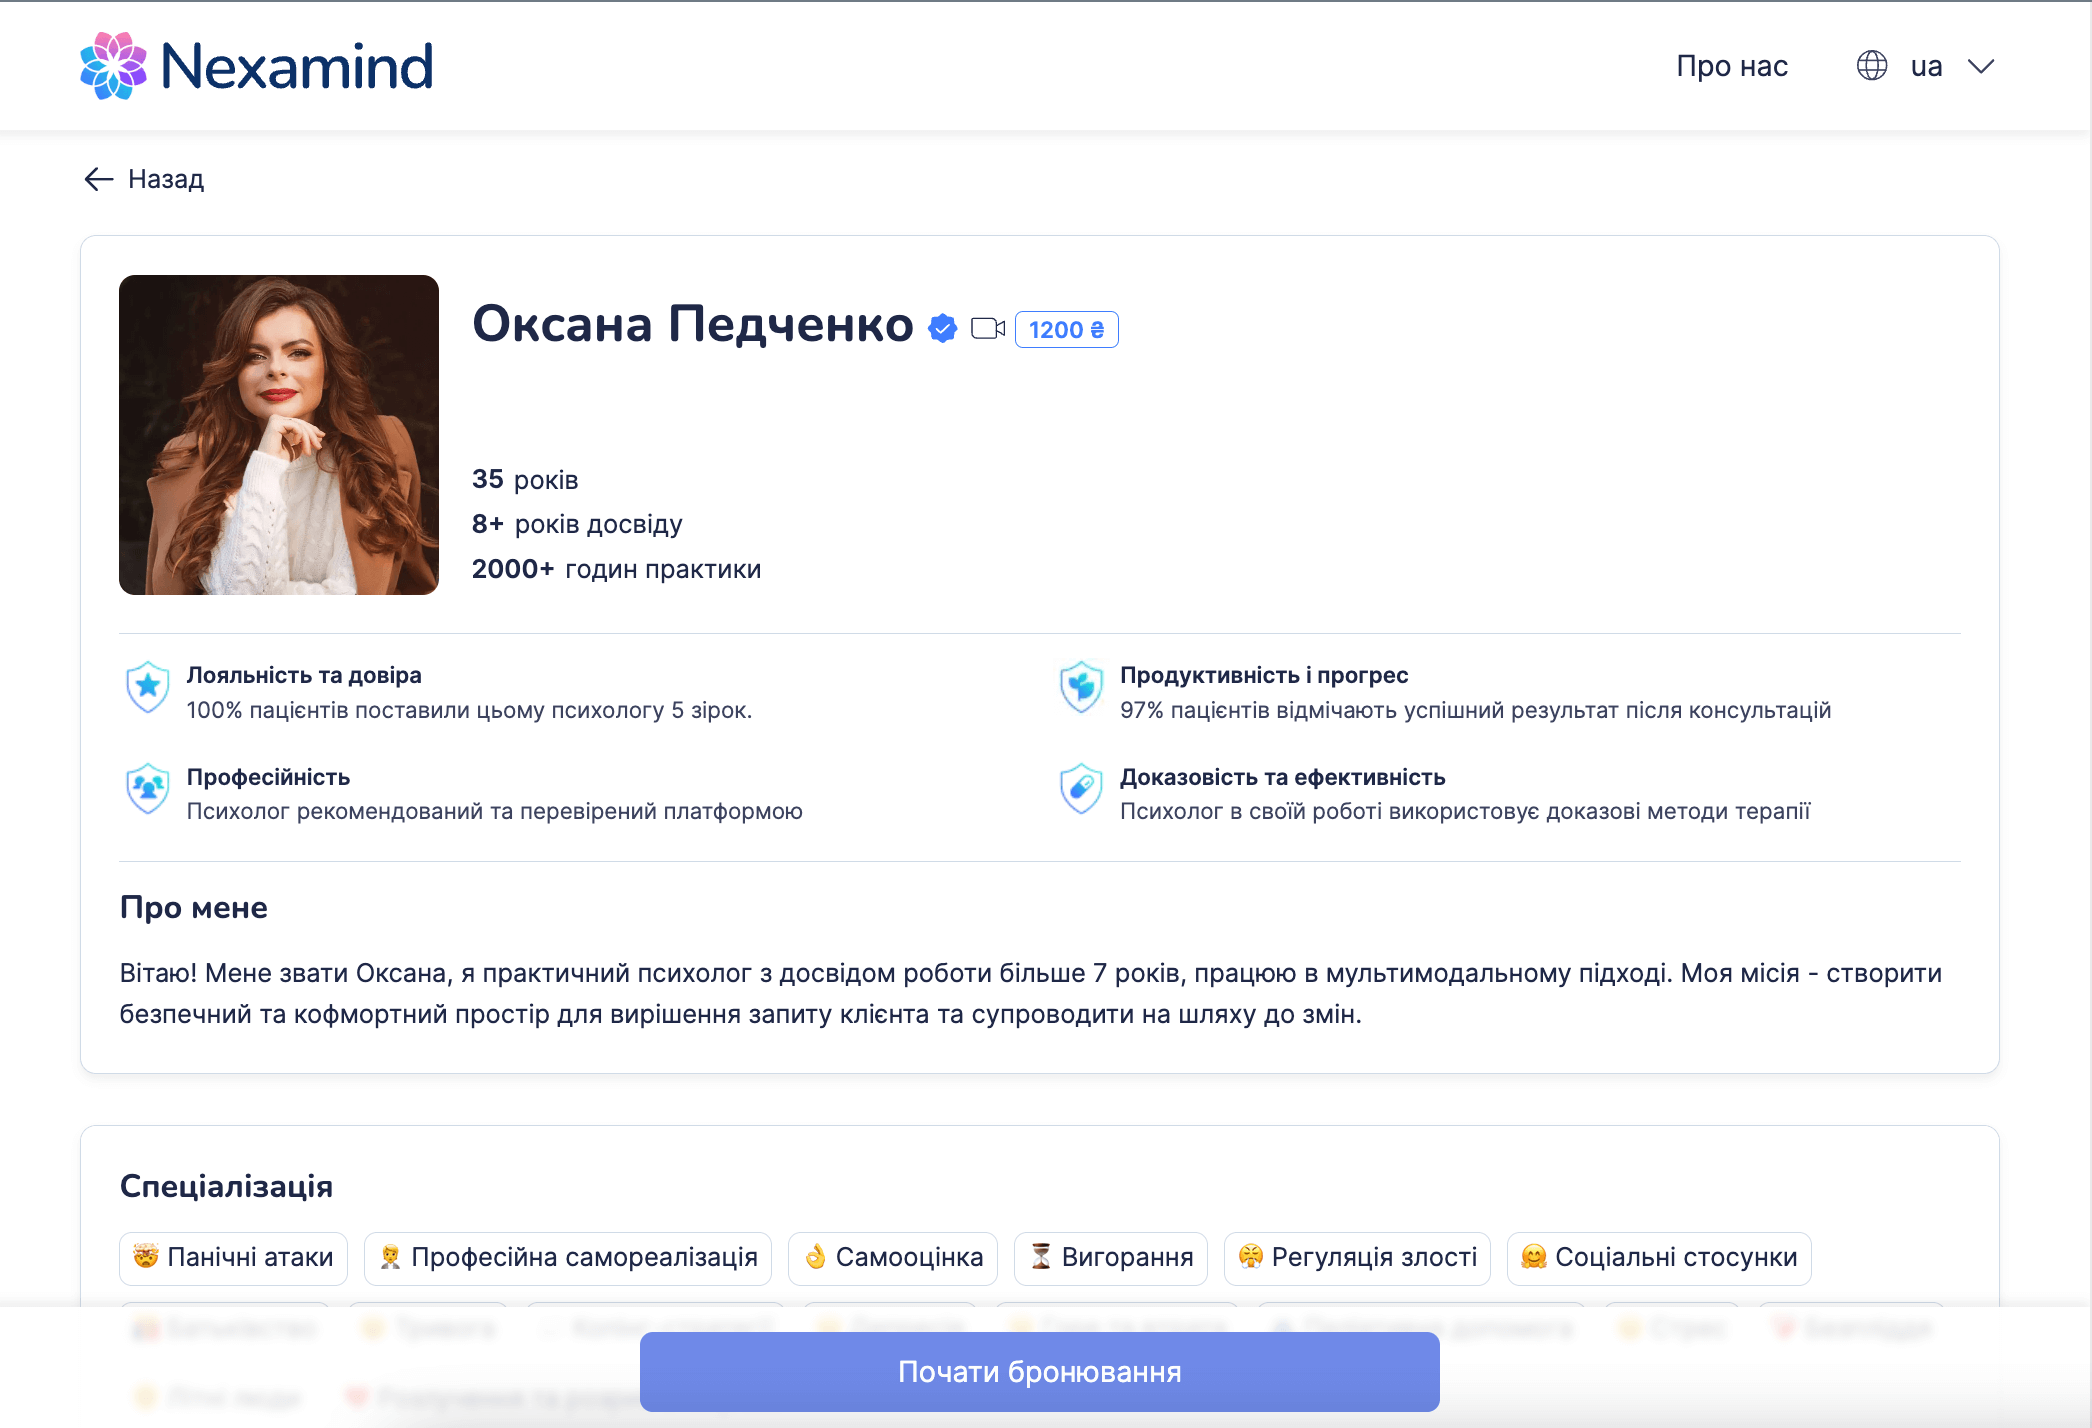 Nexamind
Про нас
ua
Назад
Оксана Педченко
1200 ₴
35 років
8+ років досвіду
2000+ годин практики
Лояльність та довіра
100% пацієнтів поставили цьому психологу 5 зірок.
Продуктивність і прогрес
97% пацієнтів відмічають успішний результат після консультацій
Професійність
Психолог рекомендований та перевірений платформою
Доказовість та ефективність
Психолог в своїй роботі використовує доказові методи терапії
Про мене
Вітаю! Мене звати Оксана, я практичний психолог з досвідом роботи більше 7 років, працюю в мультимодальному підході. Моя місія - створити
безпечний та кофмортний простір для вирішення запиту клієнта та супроводити на шляху до змін.
Спеціалізація
🤯 Панічні атаки
🧑‍💼 Професійна самореалізація
👌 Самооцінка
⏳ Вигорання
😤 Регуляція злості
🤗 Соціальні стосунки
Тривога
Стрес
Почати бронювання